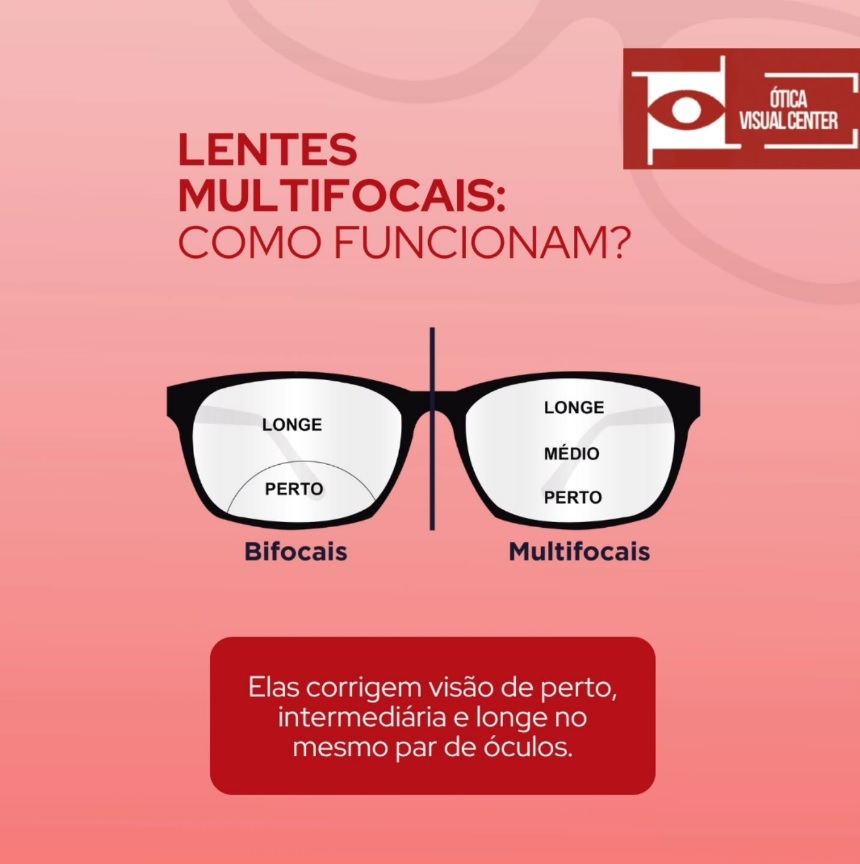 ÓTICA
VISUAL CENTER
LENTES
MULTIFOCAIS:
COMO FUNCIONAM?
LONGE
PERTO
Bifocais
LONGE
MÉDIO
PERTO
Multifocais
Elas corrigem visão de perto,
intermediária e longe no
mesmo par de óculos.